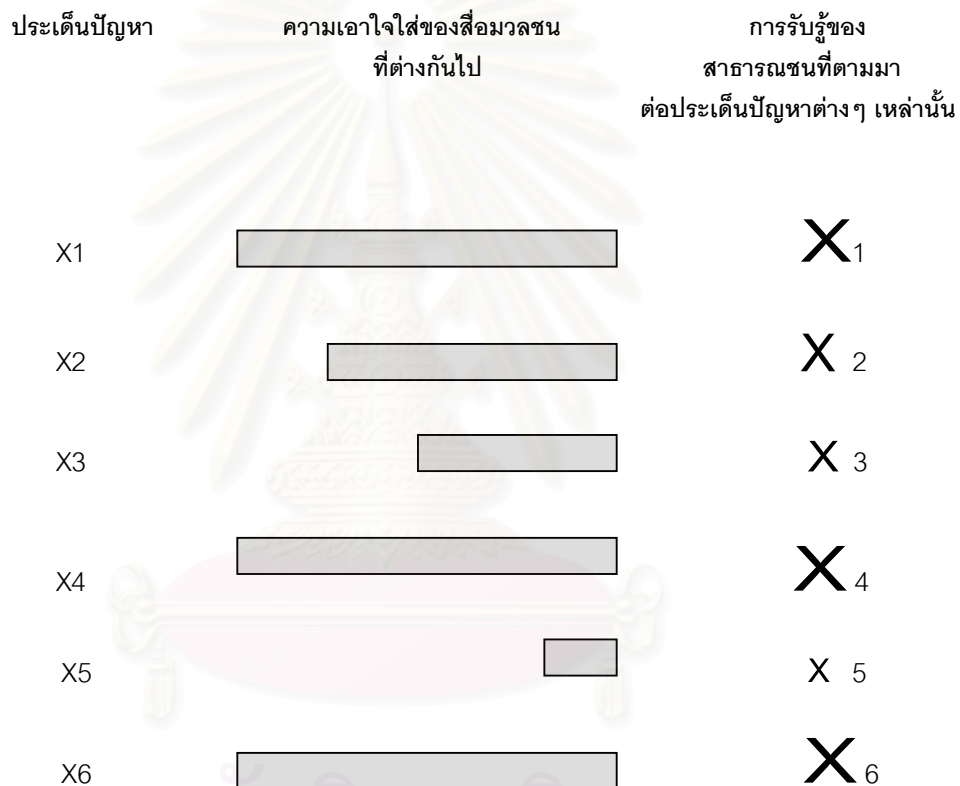 ประเด็นปัญหา
ความเอาใจใส่ของสื่อมวลชน
ที่ต่างกันไป
การรับรู้ของ
สาธารณชนที่ตามมา
ต่อประเด็นปัญหาต่างๆ เหล่านั้น
X1
X1
X2
X 2
X3
X 3
X4
X 4
X5
X 5
X6
X 6